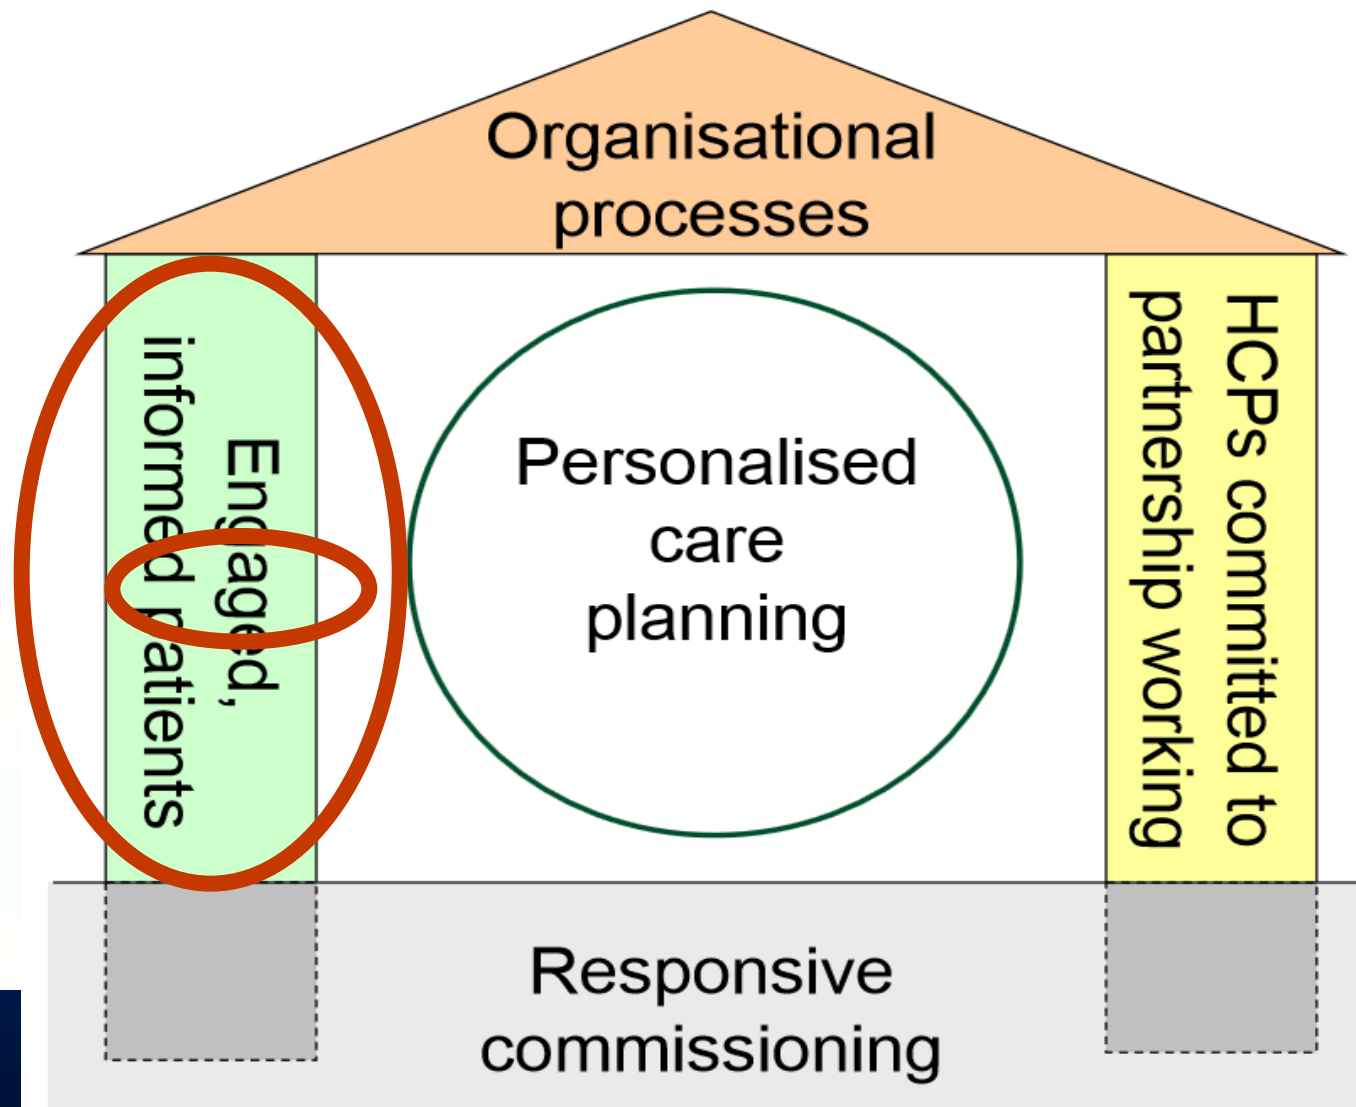 Organisational
processes
Engaged,
informed patients
Personalised
care
planning
HCPs committed to
partnership working
Responsive
commissioning